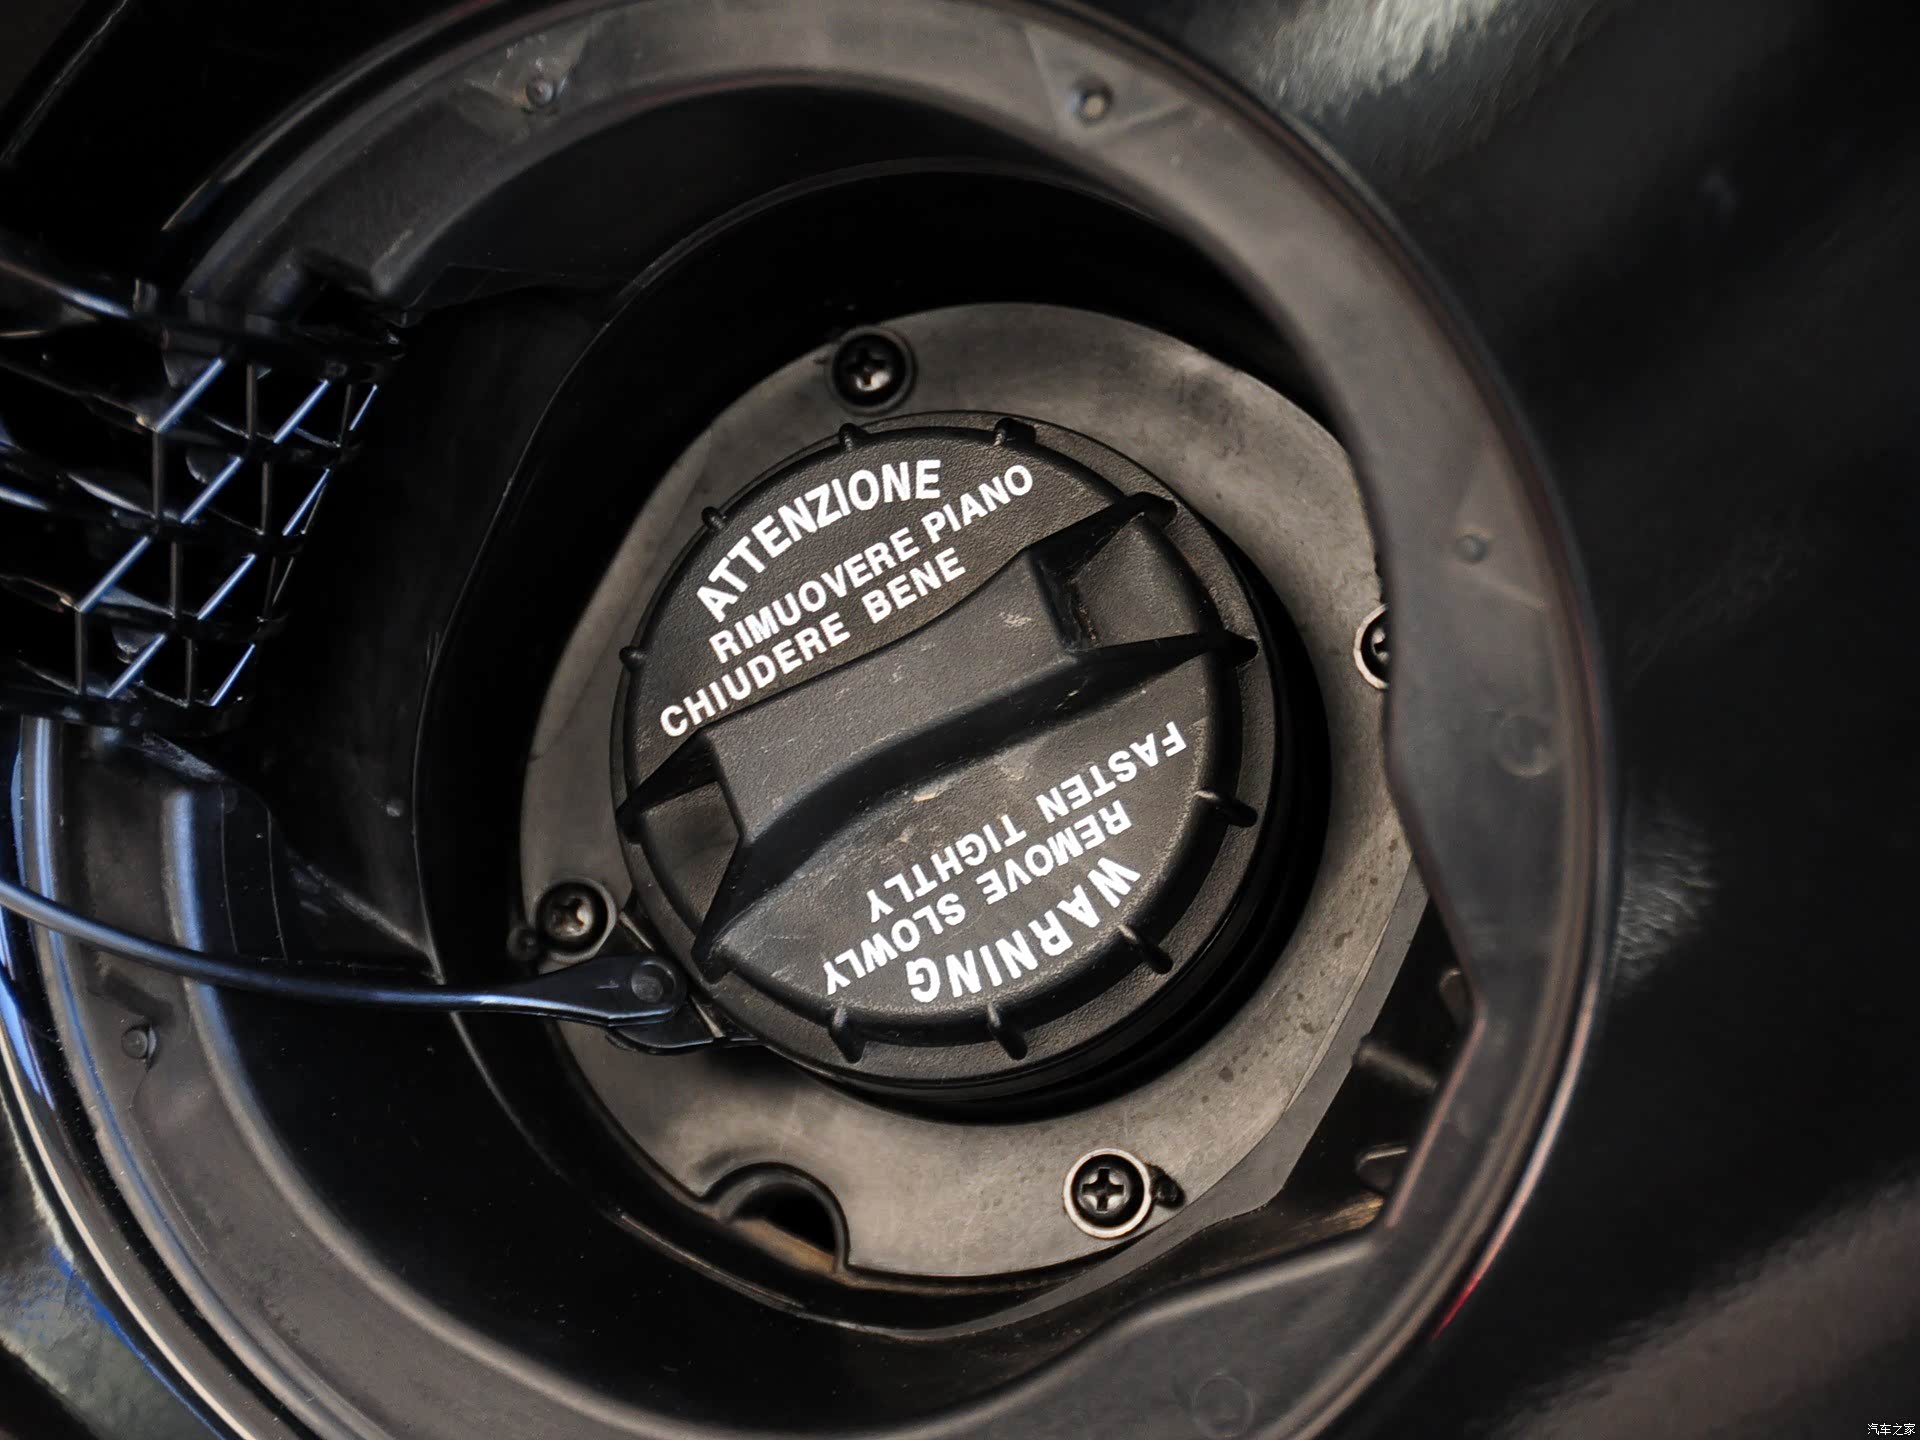 ATTENZIONE
RIMUOVERE PIANO
CHIUDERE BENE
WARNING
REMOVE SLOWLY
FASTEN TIGHTLY
汽车之家